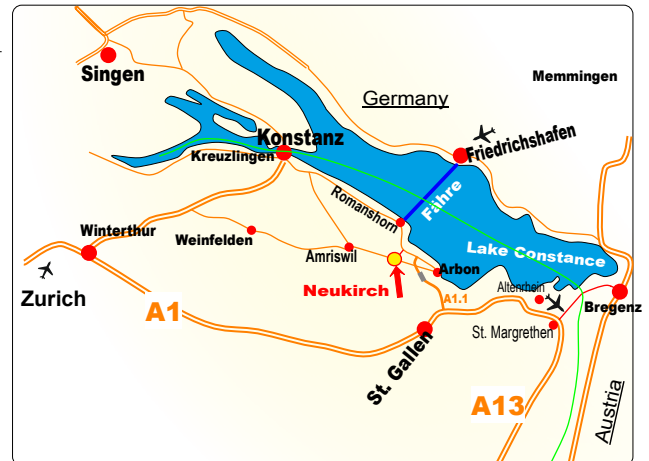 Singen
Memmingen
Germany
Konstanz
Friedrichshafen
Kreuzlingen
Fähre
Romanshorn
Winterthur
Weinfelden
Amriswil
Lake Constance
Arbon
Zurich
Neukirch
Altenrhein
A1
A1.1
Bregenz
St. Margrethen
St. Gallen
A13
Austria